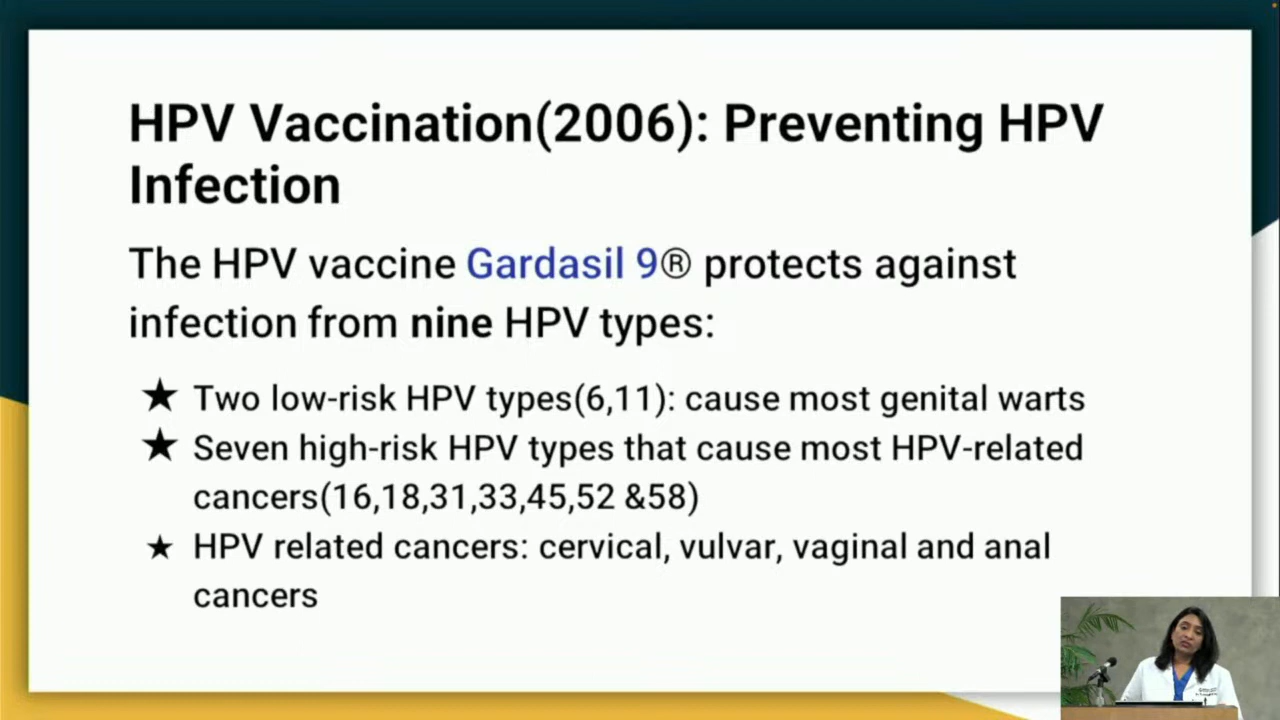 HPV Vaccination(2006): Preventing HPV
Infection
The HPV vaccine Gardasil 9® protects against
infection from nine HPV types:
★ Two low-risk HPV types(6,11): cause most genital warts
★ Seven high-risk HPV types that cause most HPV-related
cancers(16,18,31,33,45,52 &58)
★ HPV related cancers: cervical, vulvar, vaginal and anal
cancers